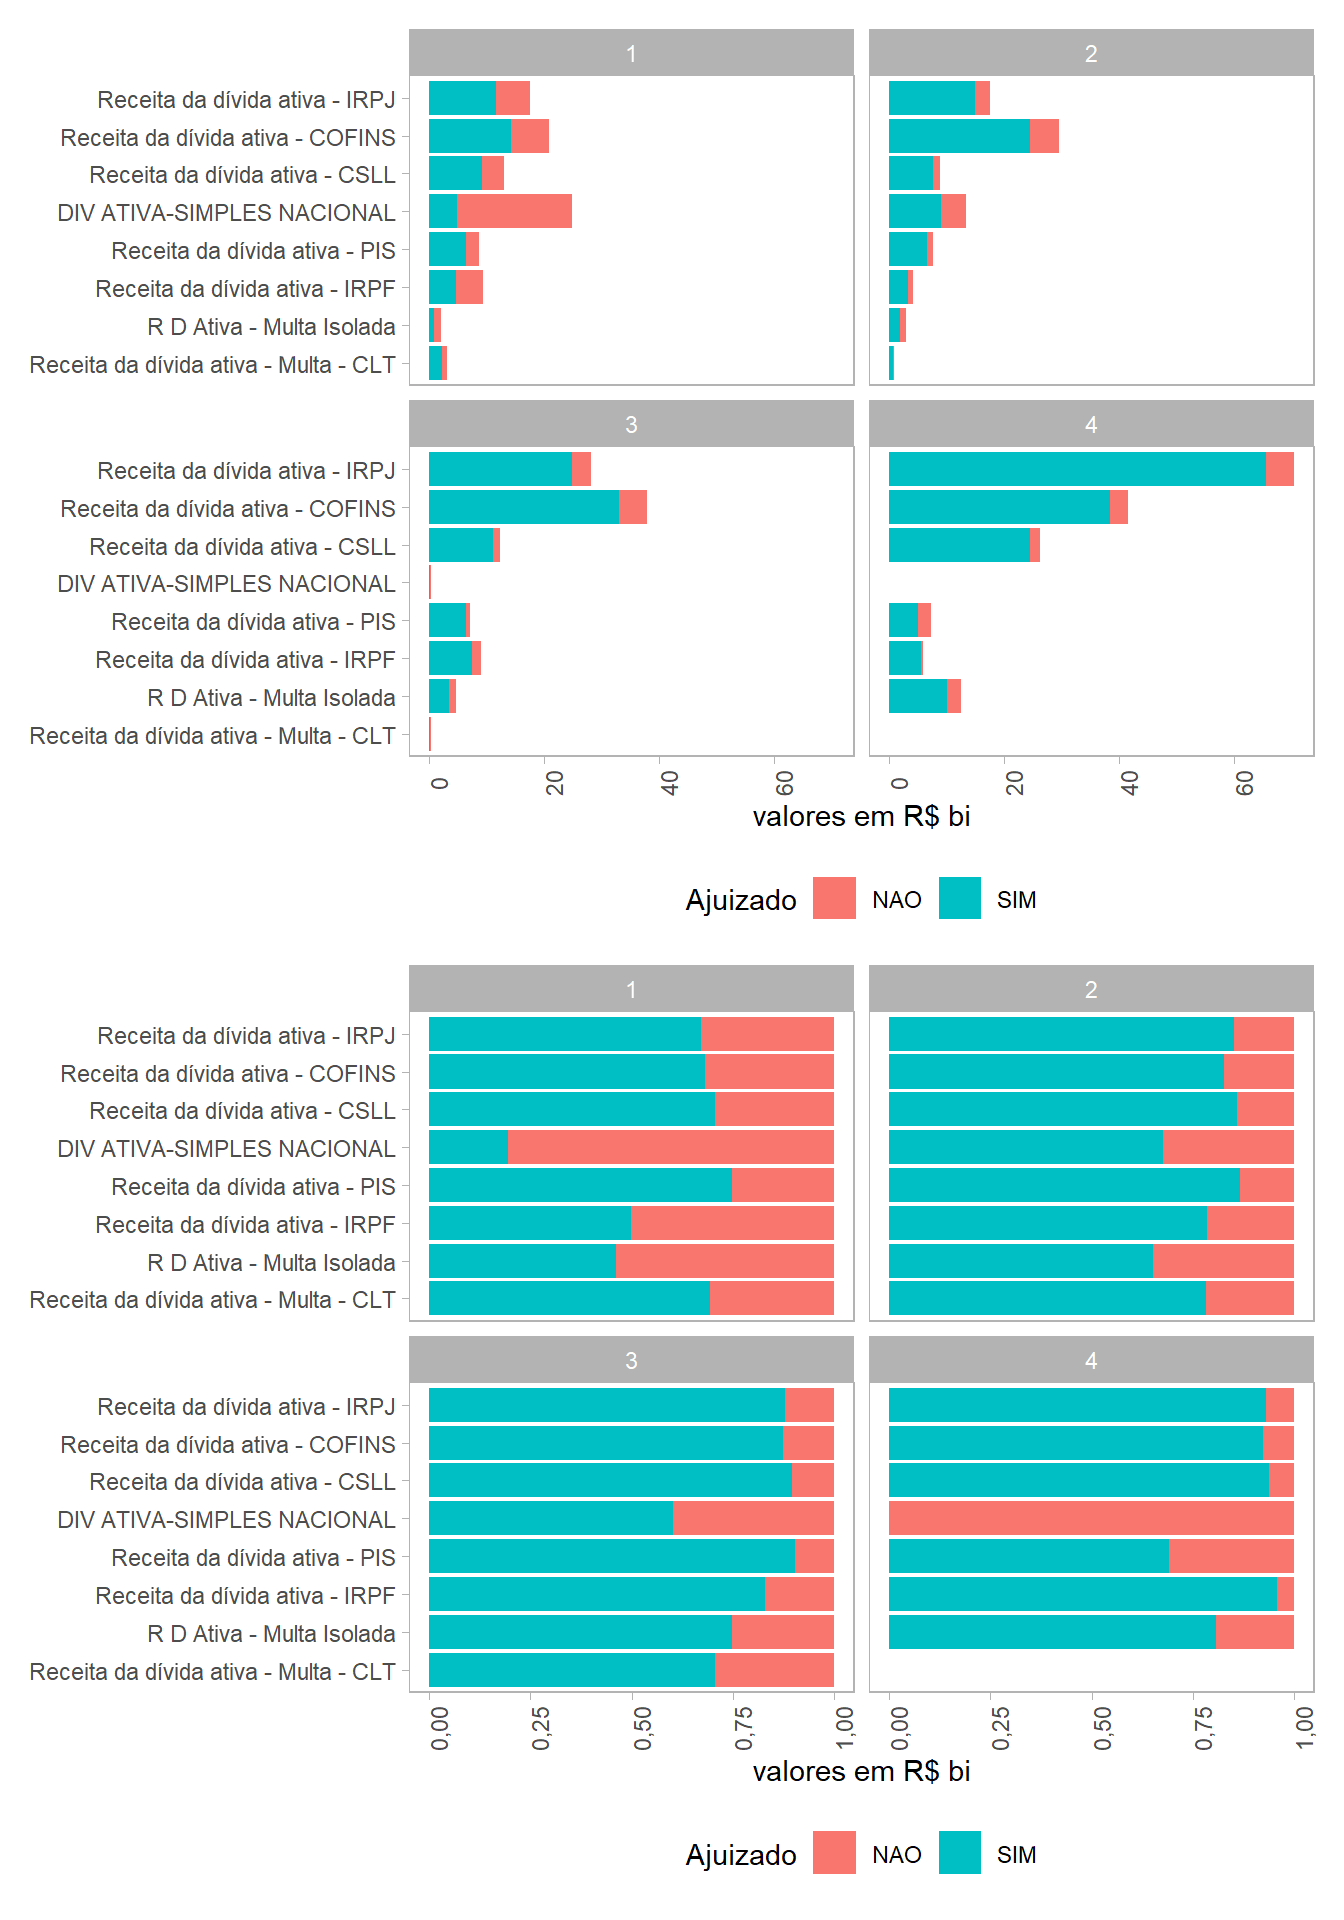 1
2
Receita da dívida ativa - IRPJ
Receita da dívida ativa - COFINS
Receita da dívida ativa - CSLL
DIV ATIVA-SIMPLES NACIONAL
Receita da dívida ativa - PIS
Receita da dívida ativa - IRPF
R D Ativa - Multa Isolada
Receita da dívida ativa - Multa - CLT
3
4
Receita da dívida ativa - IRPJ
Receita da dívida ativa - COFINS
Receita da dívida ativa - CSLL
DIV ATIVA-SIMPLES NACIONAL
Receita da dívida ativa - PIS
Receita da dívida ativa - IRPF
R D Ativa - Multa Isolada
Receita da dívida ativa - Multa - CLT
0 20 40 60
0 20 40 60
valores em R$ bi
Ajuizado NAO SIM
1
2
Receita da dívida ativa - IRPJ
Receita da dívida ativa - COFINS
Receita da dívida ativa - CSLL
DIV ATIVA-SIMPLES NACIONAL
Receita da dívida ativa - PIS
Receita da dívida ativa - IRPF
R D Ativa - Multa Isolada
Receita da dívida ativa - Multa - CLT
3
4
Receita da dívida ativa - IRPJ
Receita da dívida ativa - COFINS
Receita da dívida ativa - CSLL
DIV ATIVA-SIMPLES NACIONAL
Receita da dívida ativa - PIS
Receita da dívida ativa - IRPF
R D Ativa - Multa Isolada
Receita da dívida ativa - Multa - CLT
0,00 0,25 0,50 0,75 1,00
0,00 0,25 0,50 0,75 1,00
valores em R$ bi
Ajuizado NAO SIM